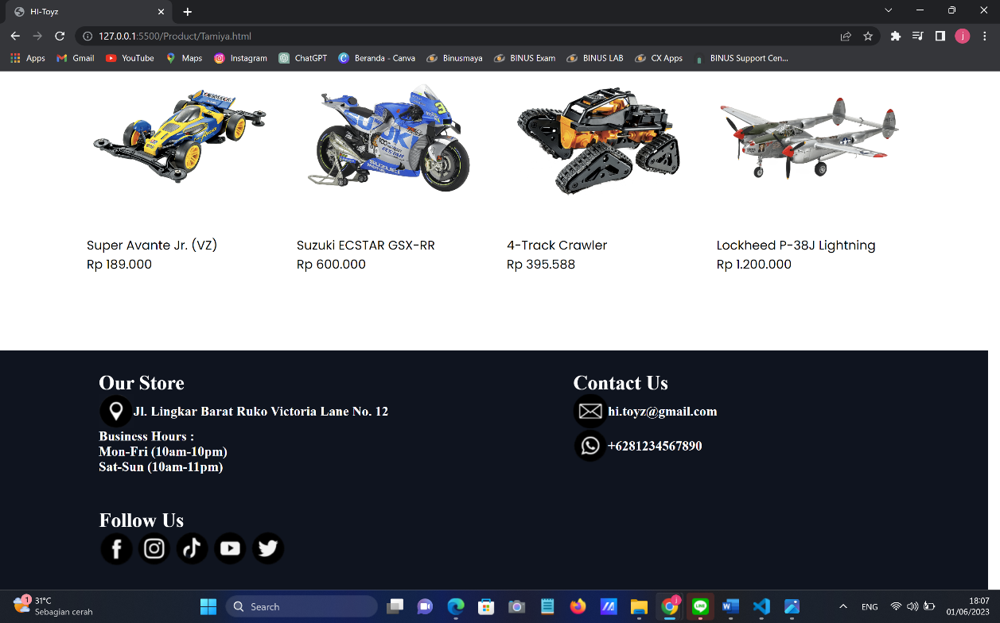 HI-Toyz
127.0.0.1:5500/Product/Tamiya.html
Apps Gmail YouTube Maps Instagram ChatGPT Beranda - Canva Binusmaya BINUS Exam BINUS LAB CX Apps BINUS Support Cen...
SUZUKI
ECSTAR
Super Avante Jr. (VZ) Suzuki ECSTAR GSX-RR 4-Track Crawler Lockheed P-38J Lightning
Rp 189.000 Rp 600.000 Rp 395.588 Rp 1.200.000
Our Store
Jl. Lingkar Barat Ruko Victoria Lane No. 12
Business Hours :
Mon-Fri (10am-10pm)
Sat-Sun (10am-11pm)
Contact Us
hi.toyz@gmail.com
+6281234567890
Follow Us
1
31°C
Sebagian cerah
Search
ENG
18:07
01/06/2023